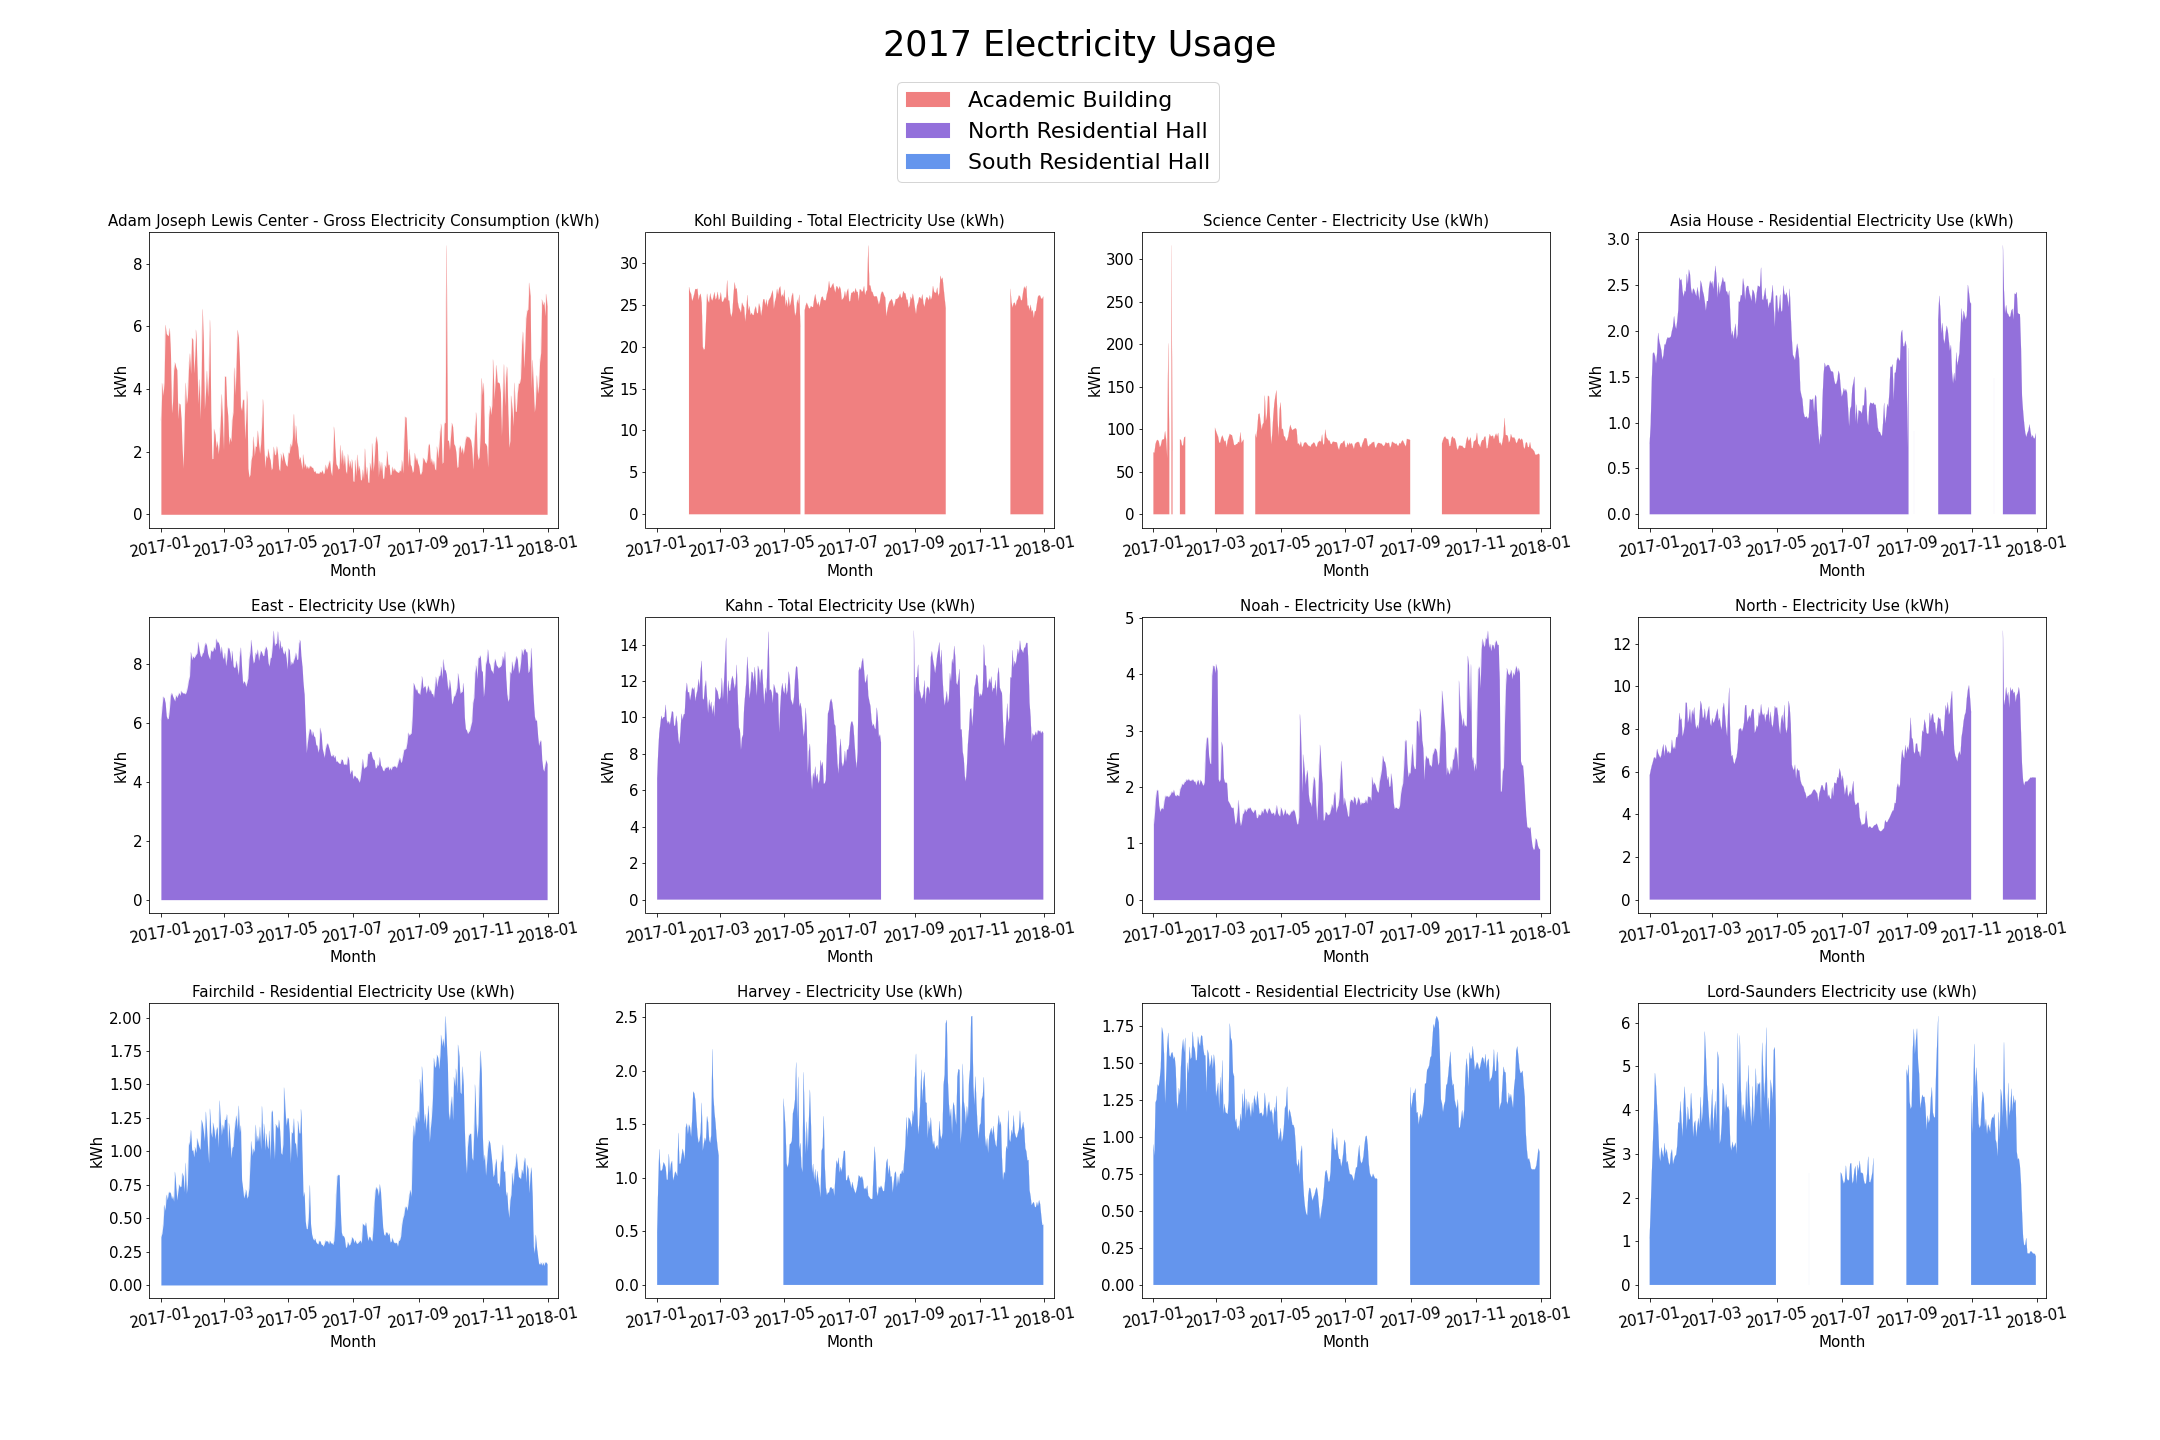 2017 Electricity Usage
Academic Building
North Residential Hall
South Residential Hall
Adam Joseph Lewis Center - Gross Electricity Consumption (kWh)
kWh
8
6
4
2
0
2017-01 2017-03 2017-05 2017-07 2017-09 2017-11 2018-01
Month
Kohl Building - Total Electricity Use (kWh)
kWh
30
25
20
15
10
5
0
2017-01 2017-03 2017-05 2017-07 2017-09 2017-11 2018-01
Month
Science Center - Electricity Use (kWh)
kWh
300
250
200
150
100
50
0
2017-01 2017-03 2017-05 2017-07 2017-09 2017-11 2018-01
Month
Asia House - Residential Electricity Use (kWh)
kWh
3.0
2.5
2.0
1.5
1.0
0.5
0.0
2017-01 2017-03 2017-05 2017-07 2017-09 2017-11 2018-01
Month
East - Electricity Use (kWh)
kWh
8
6
4
2
0
2017-01 2017-03 2017-05 2017-07 2017-09 2017-11 2018-01
Month
Kahn - Total Electricity Use (kWh)
kWh
14
12
10
8
6
4
2
0
2017-01 2017-03 2017-05 2017-07 2017-09 2017-11 2018-01
Month
Noah - Electricity Use (kWh)
kWh
5
4
3
2
1
0
2017-01 2017-03 2017-05 2017-07 2017-09 2017-11 2018-01
Month
North - Electricity Use (kWh)
kWh
12
10
8
6
4
2
0
2017-01 2017-03 2017-05 2017-07 2017-09 2017-11 2018-01
Month
Fairchild - Residential Electricity Use (kWh)
kWh
2.00
1.75
1.50
1.25
1.00
0.75
0.50
0.25
0.00
2017-01 2017-03 2017-05 2017-07 2017-09 2017-11 2018-01
Month
Harvey - Electricity Use (kWh)
kWh
2.5
2.0
1.5
1.0
0.5
0.0
2017-01 2017-03 2017-05 2017-07 2017-09 2017-11 2018-01
Month
Talcott - Residential Electricity Use (kWh)
kWh
1.75
1.50
1.25
1.00
0.75
0.50
0.25
0.00
2017-01 2017-03 2017-05 2017-07 2017-09 2017-11 2018-01
Month
Lord-Saunders Electricity use (kWh)
kWh
6
5
4
3
2
1
0
2017-01 2017-03 2017-05 2017-07 2017-09 2017-11 2018-01
Month